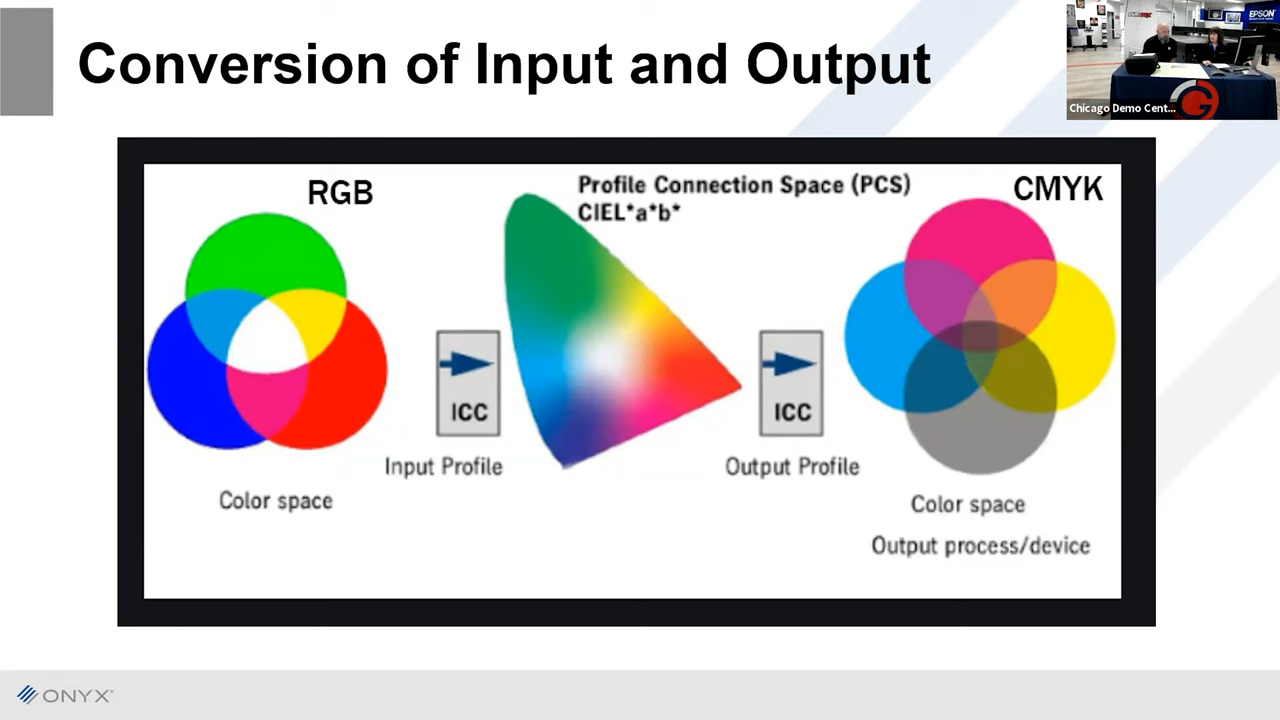 Conversion of Input and Output
EPSON
Chicago Demo Cent...
RGB
Profile Connection Space (PCS)
CIEL*a*b*
CMYK
ICC
ICC
Input Profile
Output Profile
Color space
Color space
Output process/device
ONYX